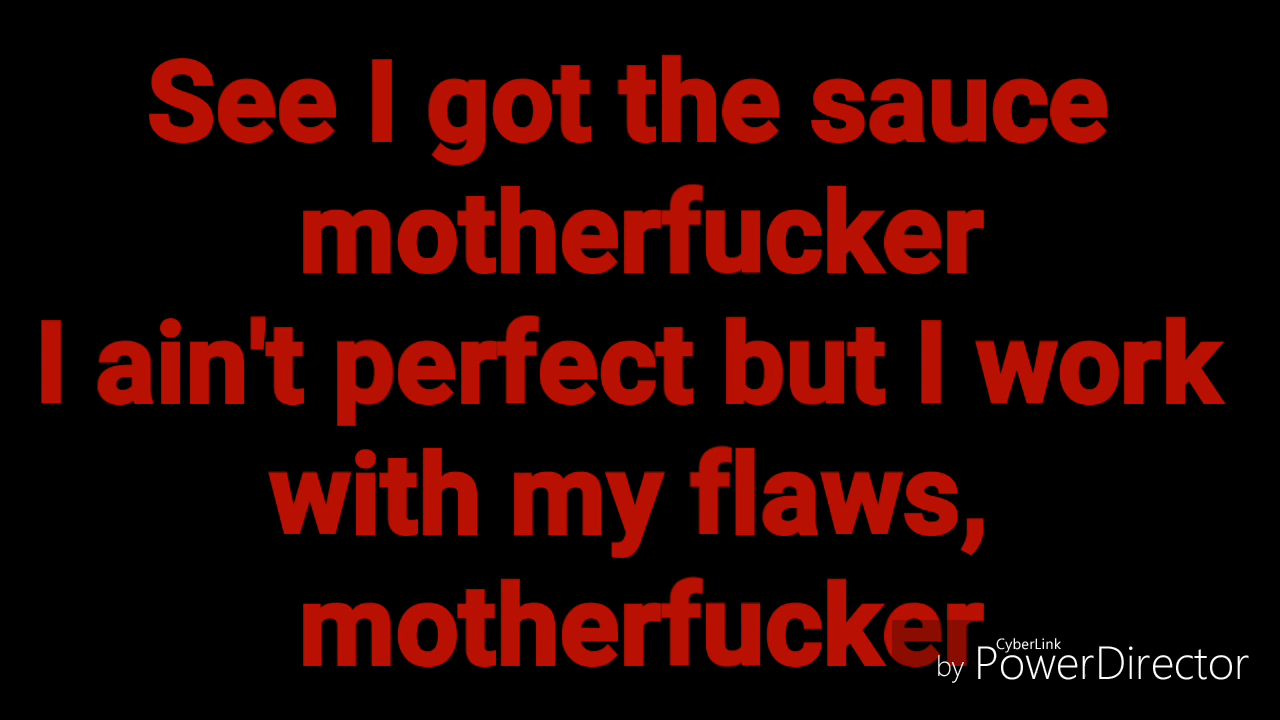 See I got the sauce
motherfucker
I ain't perfect but I work
with my flaws,
motherfucker
CyberLink
by PowerDirector